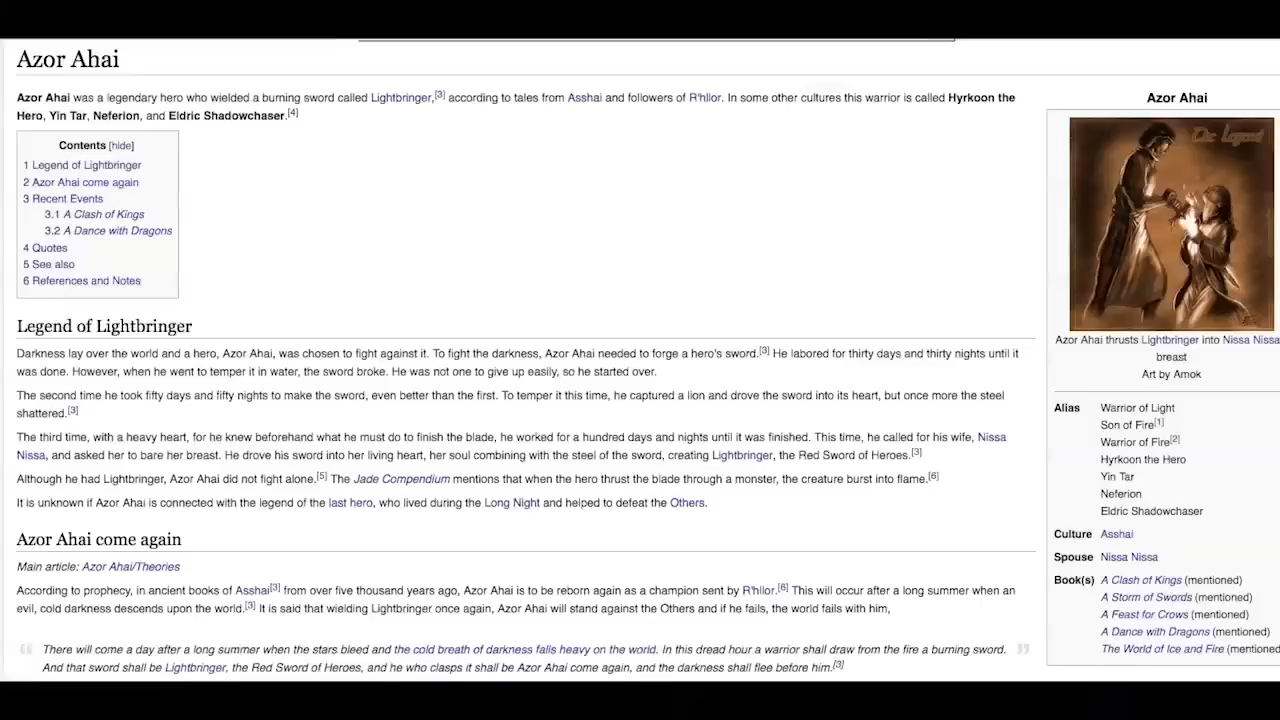 Azor Ahai
Azor Ahai was a legendary hero who wielded a burning sword called Lightbringer,[3] according to tales from Asshai and followers of R'hllor. In some other cultures this warrior is called Hyrkoon the
Hero, Yin Tar, Neferion, and Eldric Shadowchaser.[4]
Contents [hide]
1 Legend of Lightbringer
2 Azor Ahai come again
3 Recent Events
3.1 A Clash of Kings
3.2 A Dance with Dragons
4 Quotes
5 See also
6 References and Notes
Legend of Lightbringer
Darkness lay over the world and a hero, Azor Ahai, was chosen to fight against it. To fight the darkness, Azor Ahai needed to forge a hero's sword.[3] He labored for thirty days and thirty nights until it
was done. However, when he went to temper it in water, the sword broke. He was not one to give up easily, so he started over.
The second time he took fifty days and fifty nights to make the sword, even better than the first. To temper it this time, he captured a lion and drove the sword into its heart, but once more the steel
shattered.[3]
The third time, with a heavy heart, for he knew beforehand what he must do to finish the blade, he worked for a hundred days and nights until it was finished. This time, he called for his wife, Nissa
Nissa, and asked her to bare her breast. He drove his sword into her living heart, her soul combining with the steel of the sword, creating Lightbringer, the Red Sword of Heroes.[3]
Although he had Lightbringer, Azor Ahai did not fight alone.[5] The Jade Compendium mentions that when the hero thrust the blade through a monster, the creature burst into flame.[6]
It is unknown if Azor Ahai is connected with the legend of the last hero, who lived during the Long Night and helped to defeat the Others.
Azor Ahai come again
Main article: Azor Ahai/Theories
According to prophecy, in ancient books of Asshai[3] from over five thousand years ago, Azor Ahai is to be reborn again as a champion sent by R'hllor.[6] This will occur after a long summer when an
evil, cold darkness descends upon the world.[3] It is said that wielding Lightbringer once again, Azor Ahai will stand against the Others and if he fails, the world fails with him,
“ There will come a day after a long summer when the stars bleed and the cold breath of darkness falls heavy on the world. In this dread hour a warrior shall draw from the fire a burning sword. ”
And that sword shall be Lightbringer, the Red Sword of Heroes, and he who clasps it shall be Azor Ahai come again, and the darkness shall flee before him.[3]
Azor Ahai
The Legend
Azor Ahai thrusts Lightbringer into Nissa Nissa
breast
Art by Amok
Alias Warrior of Light
Son of Fire[1]
Warrior of Fire[2]
Hyrkoon the Hero
Yin Tar
Neferion
Eldric Shadowchaser
Culture Asshai
Spouse Nissa Nissa
Book(s) A Clash of Kings (mentioned)
A Storm of Swords (mentioned)
A Feast for Crows (mentioned)
A Dance with Dragons (mentioned)
The World of Ice and Fire (mentione